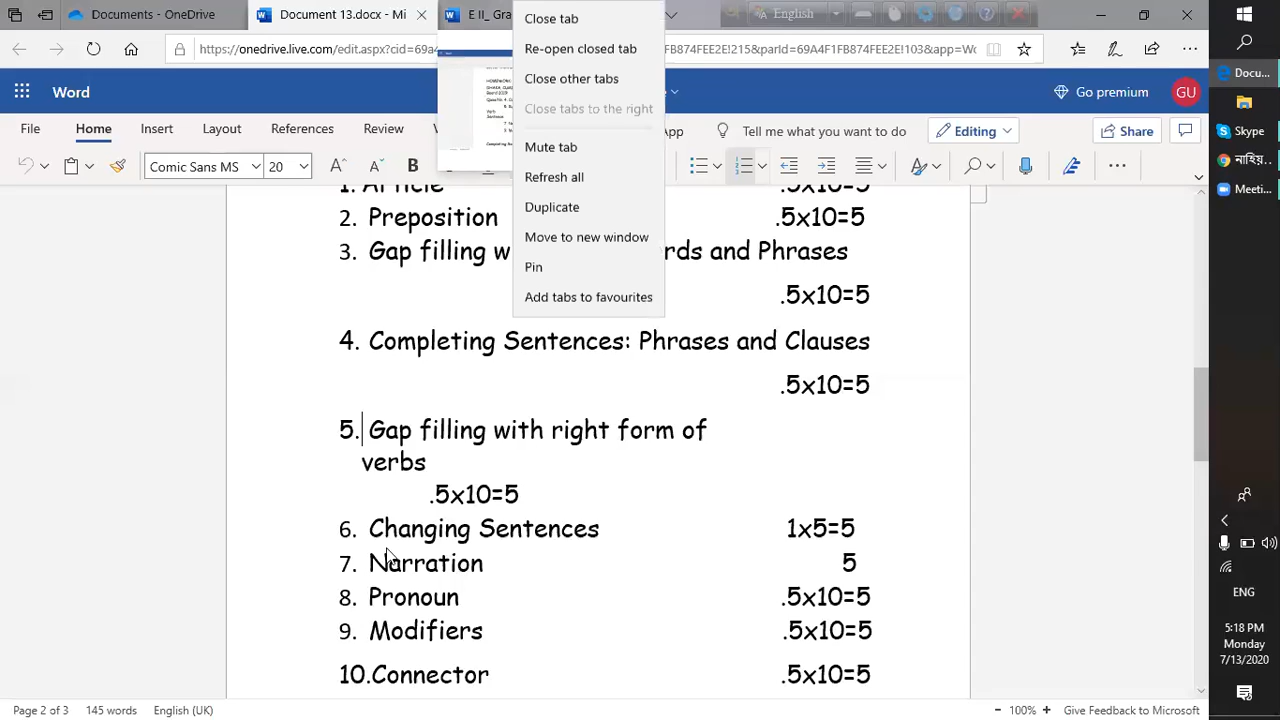 Documents - OneDrive
Document 13.docx - Mi
E II_ Gram
English
https://onedrive.live.com/edit.aspx?cid=69a4
FB874FEE2E!215&parId=69A4F1FB874FEE2E!103&app=Wo
Close tab
Re-open closed tab
Close other tabs
Close tabs to the right
Mute tab
Refresh all
Duplicate
Move to new window
Pin
Add tabs to favourites
Word
Go premium
GU
File
Home
Insert
Layout
References
Review
Tell me what you want to do
Editing
Share
Comic Sans MS
20
B
1. Article .5x10=5
2. Preposition .5x10=5
3. Gap filling w rds and Phrases
.5x10=5
4. Completing Sentences: Phrases and Clauses
.5x10=5
5. Gap filling with right form of
verbs
.5x10=5
6. Changing Sentences 1x5=5
7. Narration 5
8. Pronoun .5x10=5
9. Modifiers .5x10=5
10.Connector .5x10=5
Page 2 of 3
145 words
English (UK)
100%
Give Feedback to Microsoft
Docu...
Skype
নাহিয়...
Meeti...
ENG
5:18 PM
Monday
7/13/2020